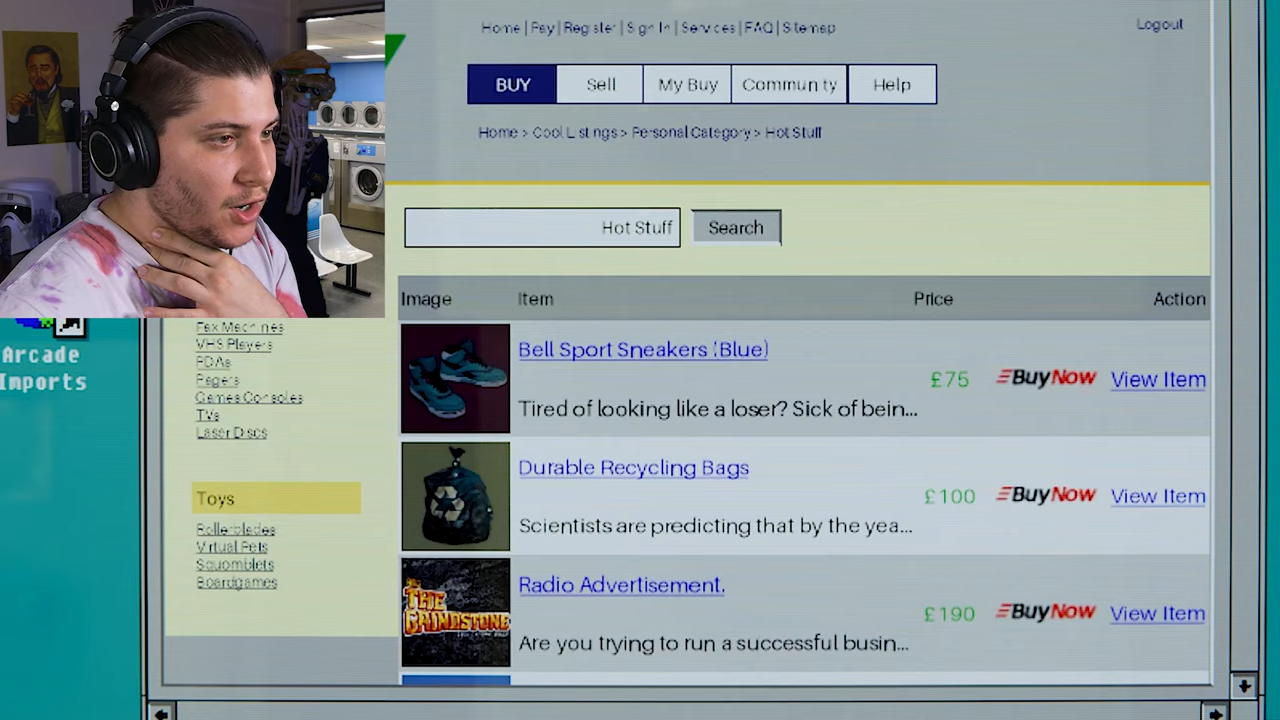 Home | Pay | Register | Sign In | Services | FAQ | Sitemap
Logout
BUY Sell My Buy Community Help
Home > Cool Listings > Personal Category > Hot Stuff
Hot Stuff Search
Image Item Price Action
Arcade
Imports
Fax Machines
VHS Players
PDAs
Pagers
Games Consoles
TVs
Laser Discs
Toys
Rollerblades
Virtual Pets
Squomblets
Boardgames
Bell Sport Sneakers (Blue)
£75 BuyNow View Item
Tired of looking like a loser? Sick of bein...
Durable Recycling Bags
£100 BuyNow View Item
Scientists are predicting that by the yea...
THE
GRINDSTONE
Radio Advertisement.
£190 BuyNow View Item
Are you trying to run a successful busin...